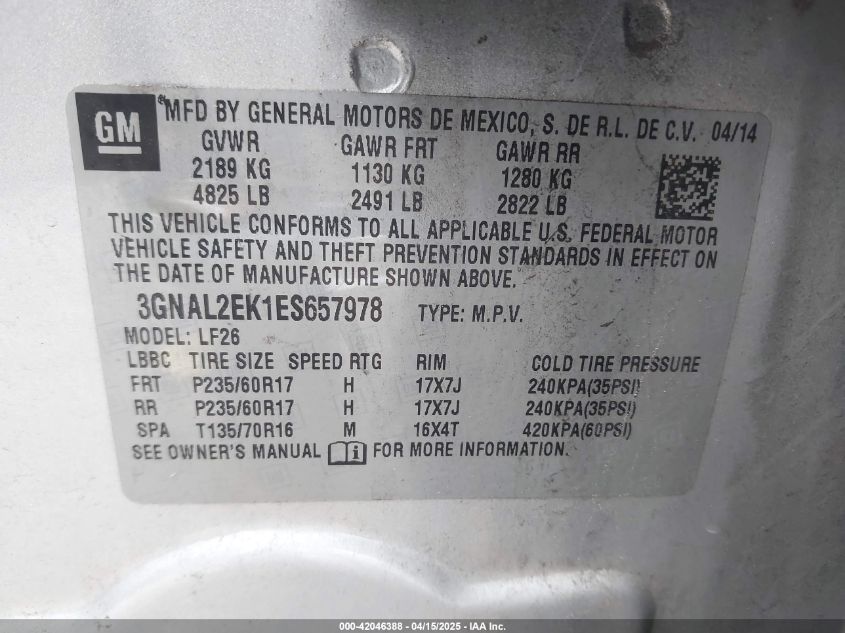 GM
MFD BY GENERAL MOTORS DE MEXICO, S. DE R.L. DE C.V. 04/14
GVWR GAWR FRT GAWR RR
2189 KG 1130 KG 1280 KG
4825 LB 2491 LB 2822 LB
THIS VEHICLE CONFORMS TO ALL APPLICABLE U.S. FEDERAL MOTOR
VEHICLE SAFETY AND THEFT PREVENTION STANDARDS IN EFFECT ON
THE DATE OF MANUFACTURE SHOWN ABOVE.
3GNAL2EK1ES657978 TYPE: M.P.V.
MODEL: LF26
LBBC TIRE SIZE SPEED RTG RIM COLD TIRE PRESSURE
FRT P235/60R17 H 17X7J 240KPA(35PSI)
RR P235/60R17 H 17X7J 240KPA(35PSI)
SPA T135/70R16 M 16X4T 420KPA(60PSI)
SEE OWNER'S MANUAL i FOR MORE INFORMATION.
000-42046388 - 04/15/2025 - IAA Inc.